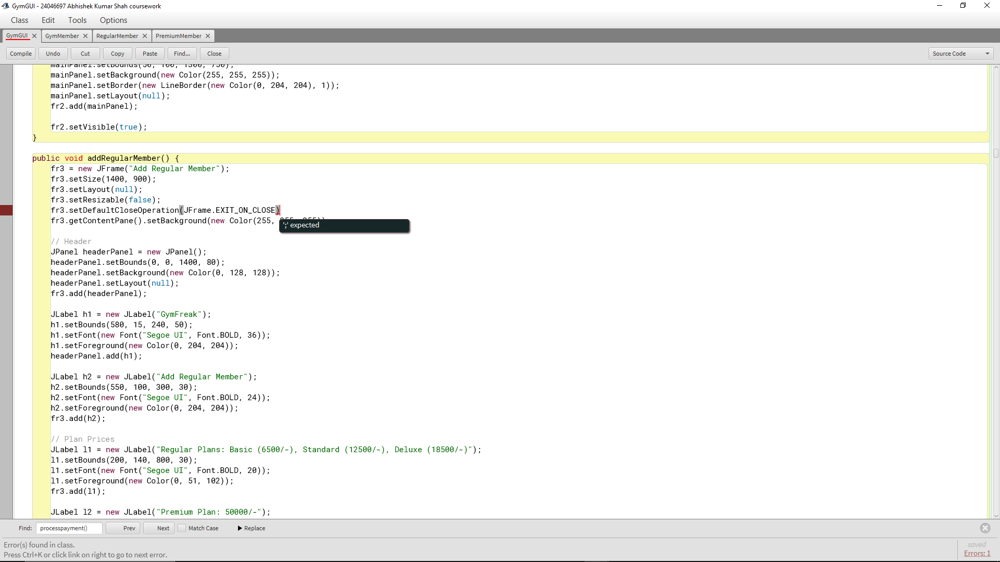 GymGUI - 24046697 Abhishek Kumar Shah coursework
Class Edit Tools Options
GymGUI GymMember RegularMember PremiumMember
Compile Undo Cut Copy Paste Find... Close Source Code
mainPanel.setBounds(50, 100, 1300, 750);
mainPanel.setBackground(new Color(255, 255, 255));
mainPanel.setBorder(new LineBorder(new Color(0, 204, 204), 1));
mainPanel.setLayout(null);
fr2.add(mainPanel);
fr2.setVisible(true);
}
public void addRegularMember() {
fr3 = new JFrame("Add Regular Member");
fr3.setSize(1400, 900);
fr3.setLayout(null);
fr3.setResizable(false);
fr3.setDefaultCloseOperation(JFrame.EXIT_ON_CLOSE)
fr3.getContentPane().setBackground(new Color(255,
';' expected
// Header
JPanel headerPanel = new JPanel();
headerPanel.setBounds(0, 0, 1400, 80);
headerPanel.setBackground(new Color(0, 128, 128));
headerPanel.setLayout(null);
fr3.add(headerPanel);
JLabel h1 = new JLabel("GymFreak");
h1.setBounds(580, 15, 240, 50);
h1.setFont(new Font("Segoe UI", Font.BOLD, 36));
h1.setForeground(new Color(0, 204, 204));
headerPanel.add(h1);
JLabel h2 = new JLabel("Add Regular Member");
h2.setBounds(550, 100, 300, 30);
h2.setFont(new Font("Segoe UI", Font.BOLD, 24));
h2.setForeground(new Color(0, 204, 204));
fr3.add(h2);
// Plan Prices
JLabel l1 = new JLabel("Regular Plans: Basic (6500/-), Standard (12500/-), Deluxe (18500/-)");
l1.setBounds(200, 140, 800, 30);
l1.setFont(new Font("Segoe UI", Font.BOLD, 20));
l1.setForeground(new Color(0, 51, 102));
fr3.add(l1);
JLabel l2 = new JLabel("Premium Plan: 50000/-");
Find: processpayment() Prev Next Match Case Replace
Error(s) found in class.
Press Ctrl+K or click link on right to go to next error.
saved
Errors: 1